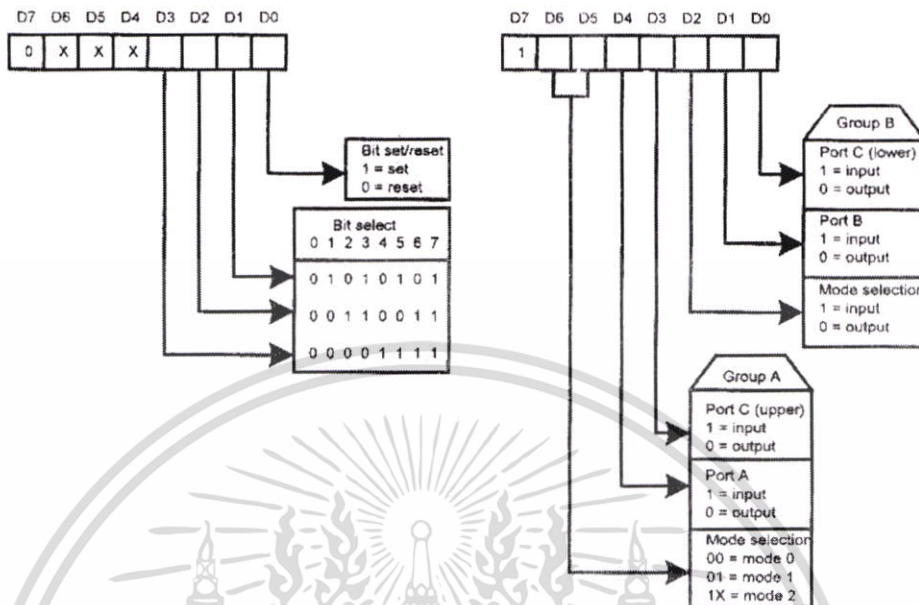 D7 D6 D5 D4 D3 D2 D1 D0
0 X X X
Bit set/reset
1 = set
0 = reset
Bit select
0 1 2 3 4 5 6 7
0 1 0 1 0 1 0 1
0 0 1 1 0 0 1 1
0 0 0 0 1 1 1 1
D7 D6 D5 D4 D3 D2 D1 D0
1
Group B
Port C (lower)
1 = input
0 = output
Port B
1 = input
0 = output
Mode selection
1 = input
0 = output
Group A
Port C (upper)
1 = input
0 = output
Port A
1 = input
0 = output
Mode selection
00 = mode 0
01 = mode 1
1X = mode 2